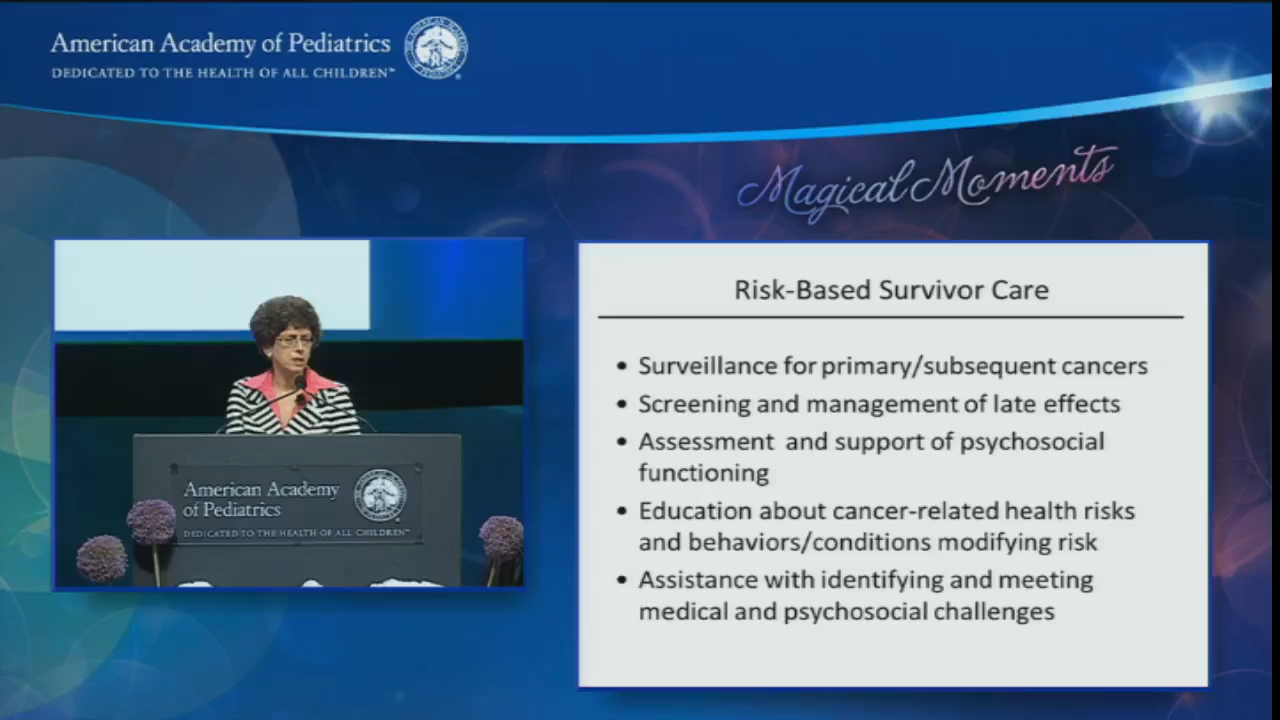 American Academy of Pediatrics
DEDICATED TO THE HEALTH OF ALL CHILDREN™
Magical Moments
Risk-Based Survivor Care
• Surveillance for primary/subsequent cancers
• Screening and management of late effects
• Assessment and support of psychosocial
functioning
• Education about cancer-related health risks
and behaviors/conditions modifying risk
• Assistance with identifying and meeting
medical and psychosocial challenges
American Academy
of Pediatrics
DEDICATED TO THE HEALTH OF ALL CHILDREN™